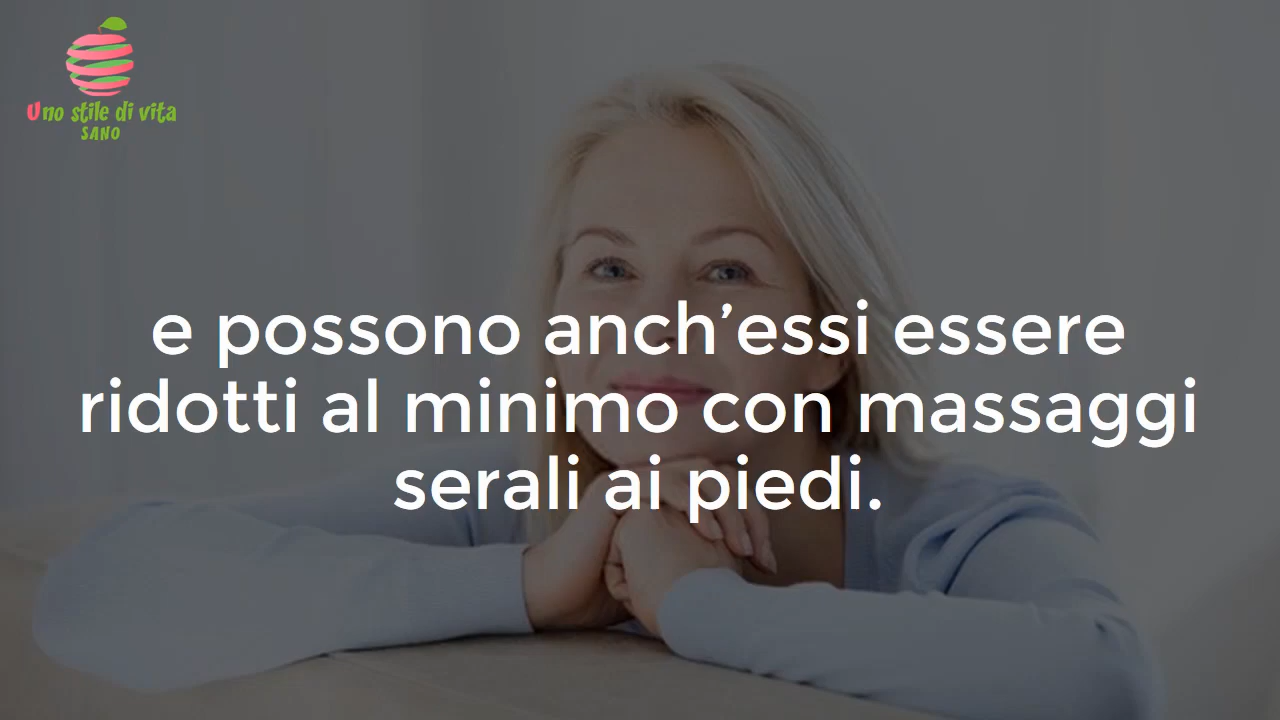 Uno stile di vita
SANO
e possono anch’essi essere
ridotti al minimo con massaggi
serali ai piedi.